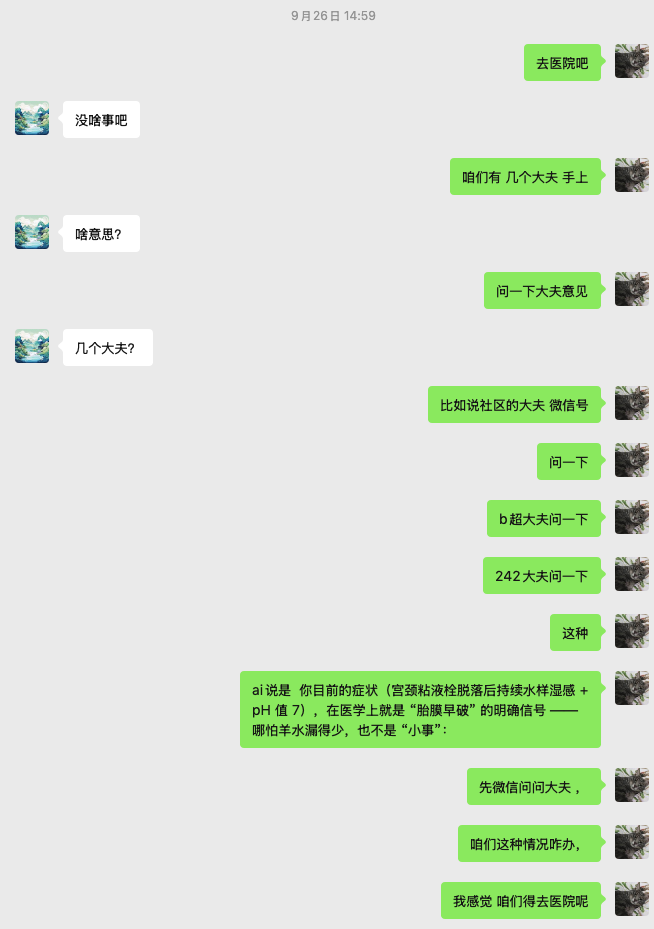 9月26日 14:59
去医院吧
没啥事吧
咱们有 几个大夫 手上
啥意思?
问一下大夫意见
几个大夫?
比如说社区的大夫 微信号
问一下
b超大夫问一下
242大夫问一下
这种
ai说是  你目前的症状（宫颈粘液栓脱落后持续水样湿感 +
pH 值 7），在医学上就是 “胎膜早破” 的明确信号 ——
哪怕羊水漏得少，也不是 “小事”：
先微信问问大夫，
咱们这种情况咋办，
我感觉 咱们得去医院呢